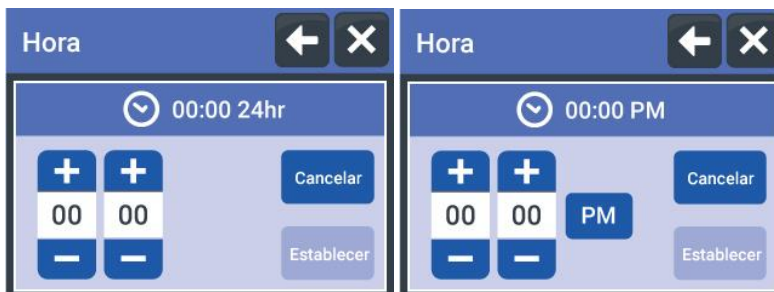 Hora
00:00 24hr
+ +
00 00
Cancelar
− −
Establecer
Hora
00:00 PM
+ +
00 00 PM
Cancelar
− −
Establecer